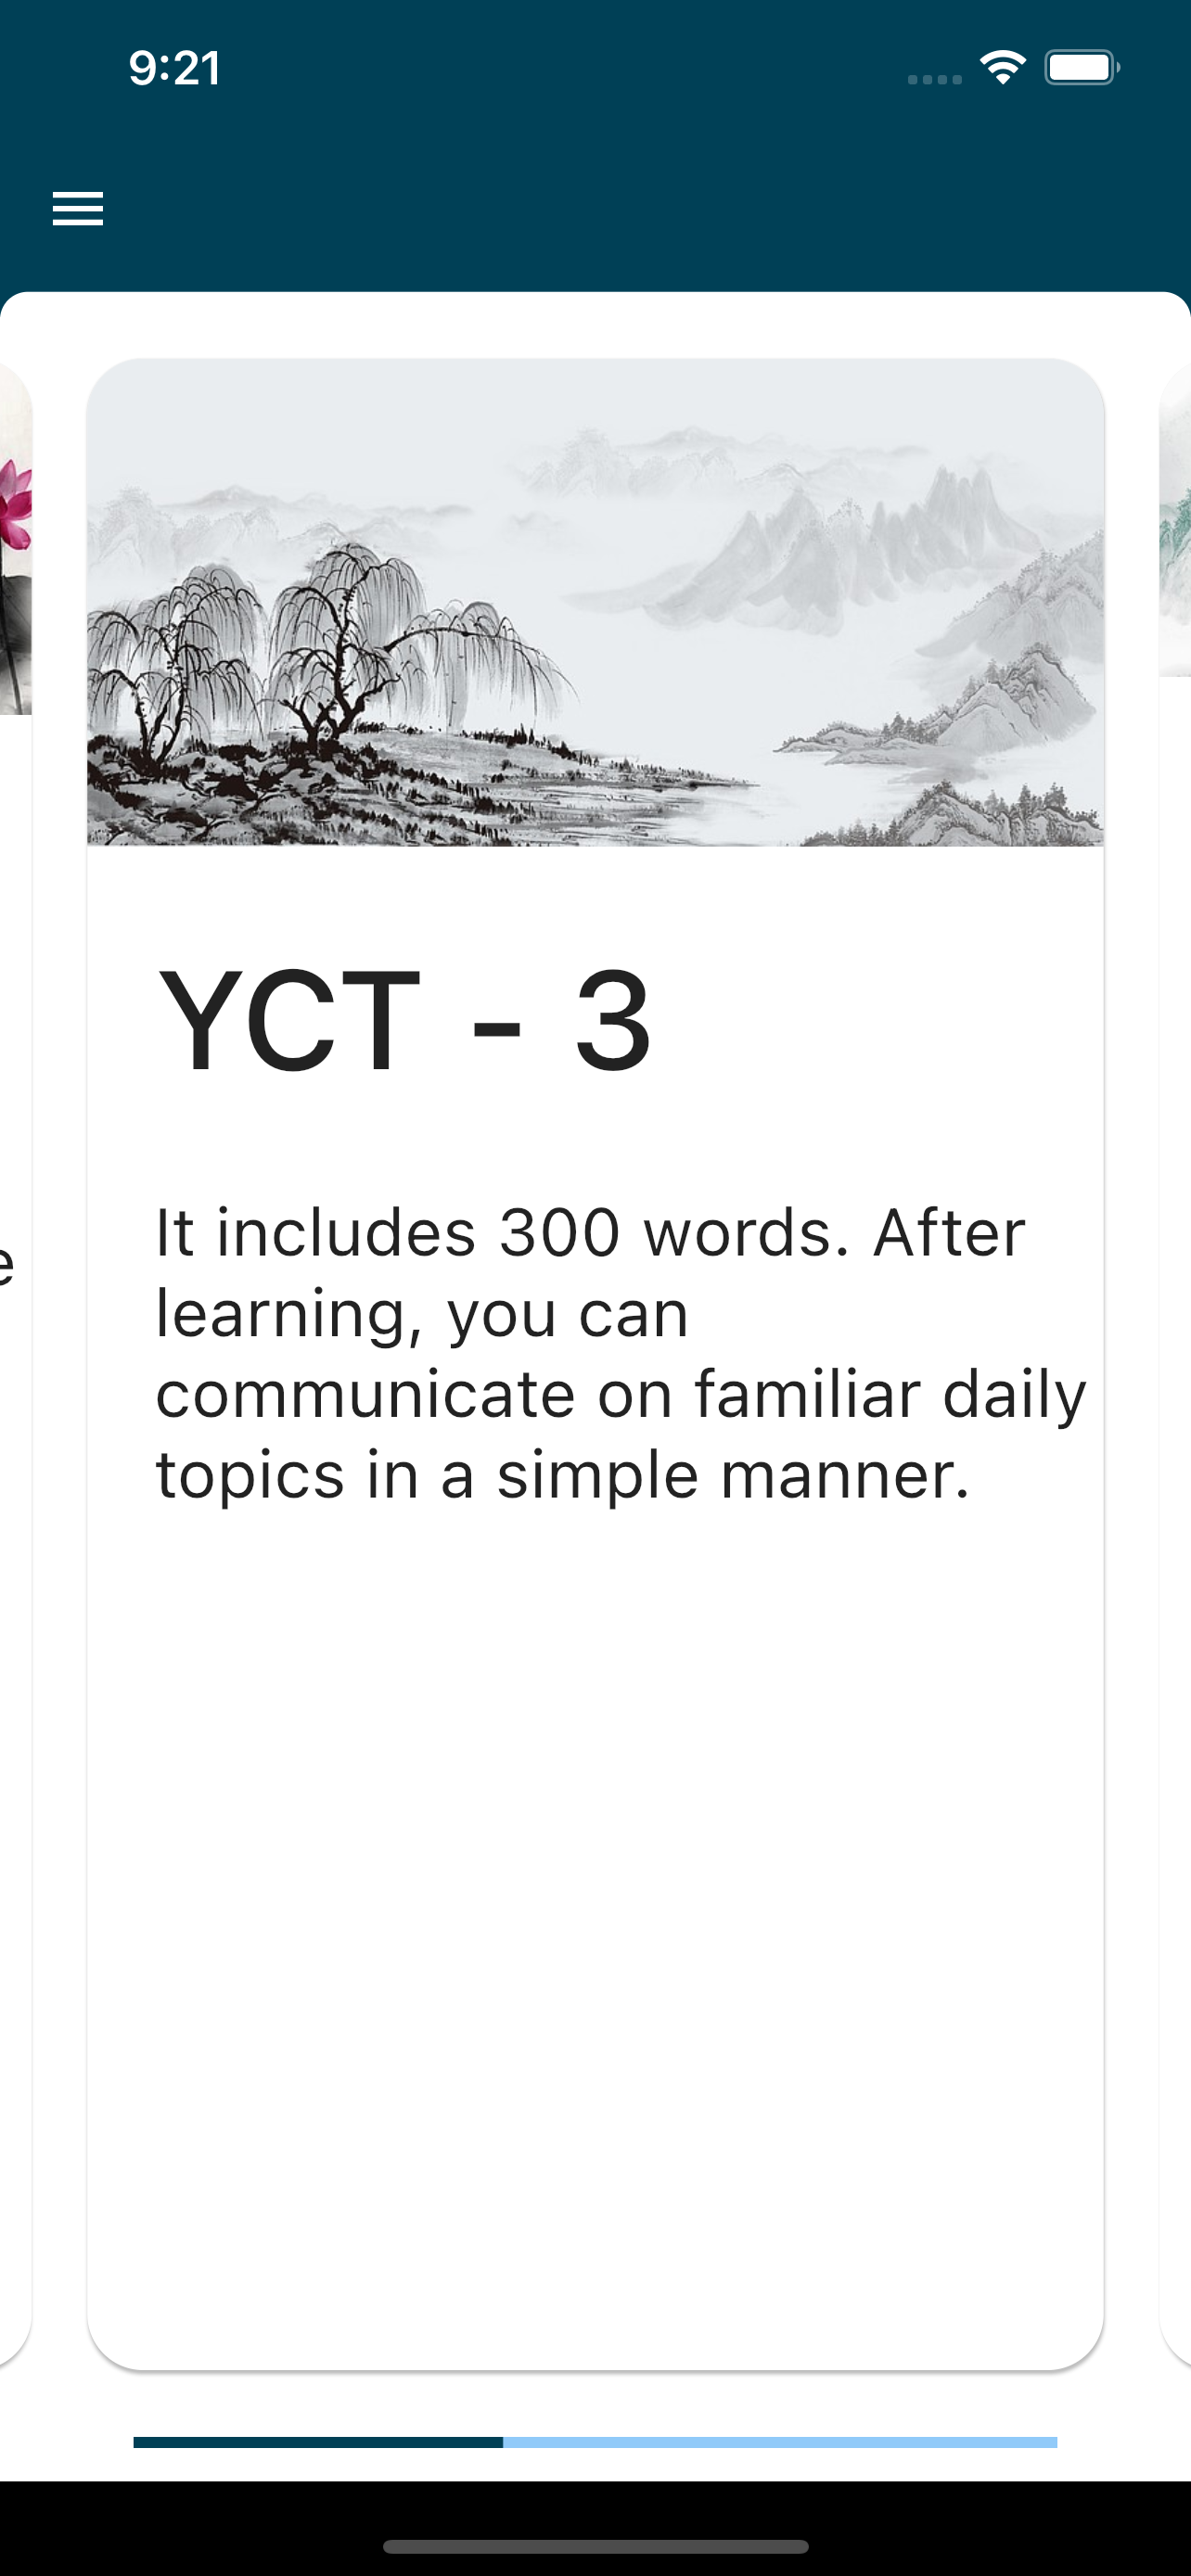 9:21
YCT - 3
It includes 300 words. After
learning, you can
communicate on familiar daily
topics in a simple manner.
e